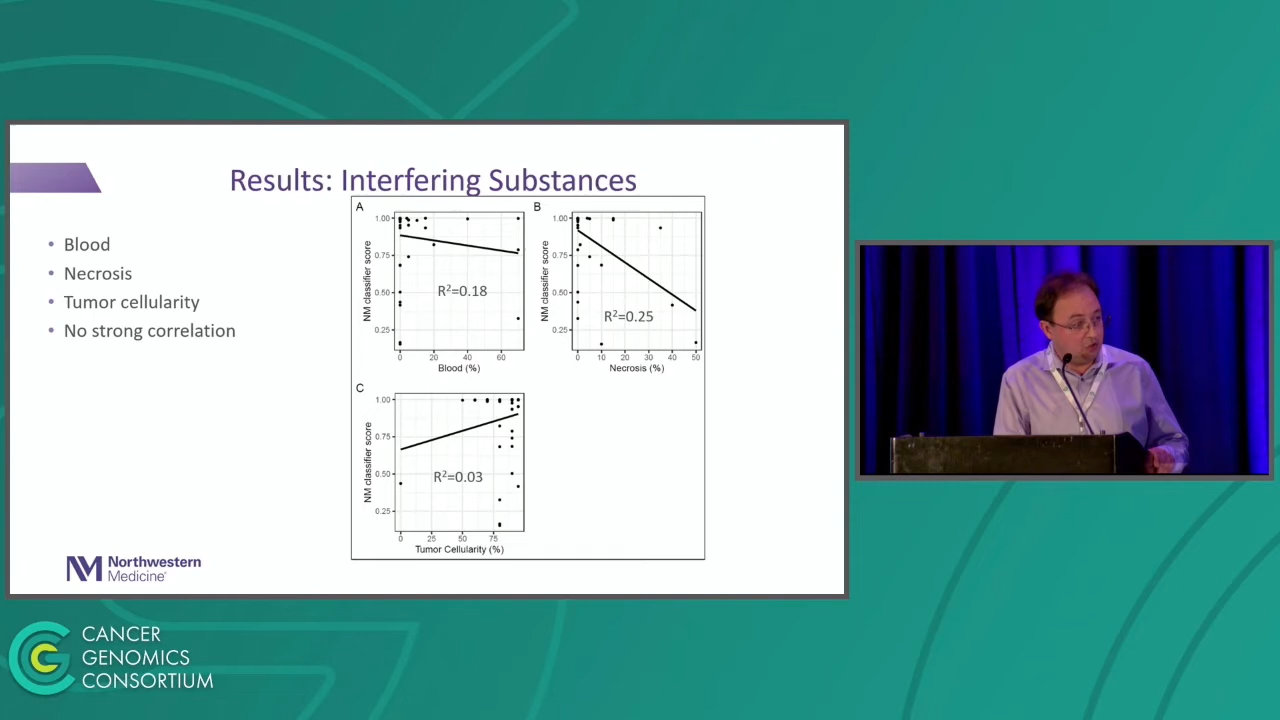 Results: Interfering Substances
• Blood
• Necrosis
• Tumor cellularity
• No strong correlation
A
1.00
0.75
0.50
0.25
NM classifier score
R²=0.18
0 20 40 60
Blood (%)
B
1.00
0.75
0.50
0.25
NM classifier score
R²=0.25
0 10 20 30 40 50
Necrosis (%)
C
1.00
0.75
0.50
0.25
NM classifier score
R²=0.03
0 25 50 75
Tumor Cellularity (%)
NM
Northwestern
Medicine®
CANCER
GENOMICS
CONSORTIUM